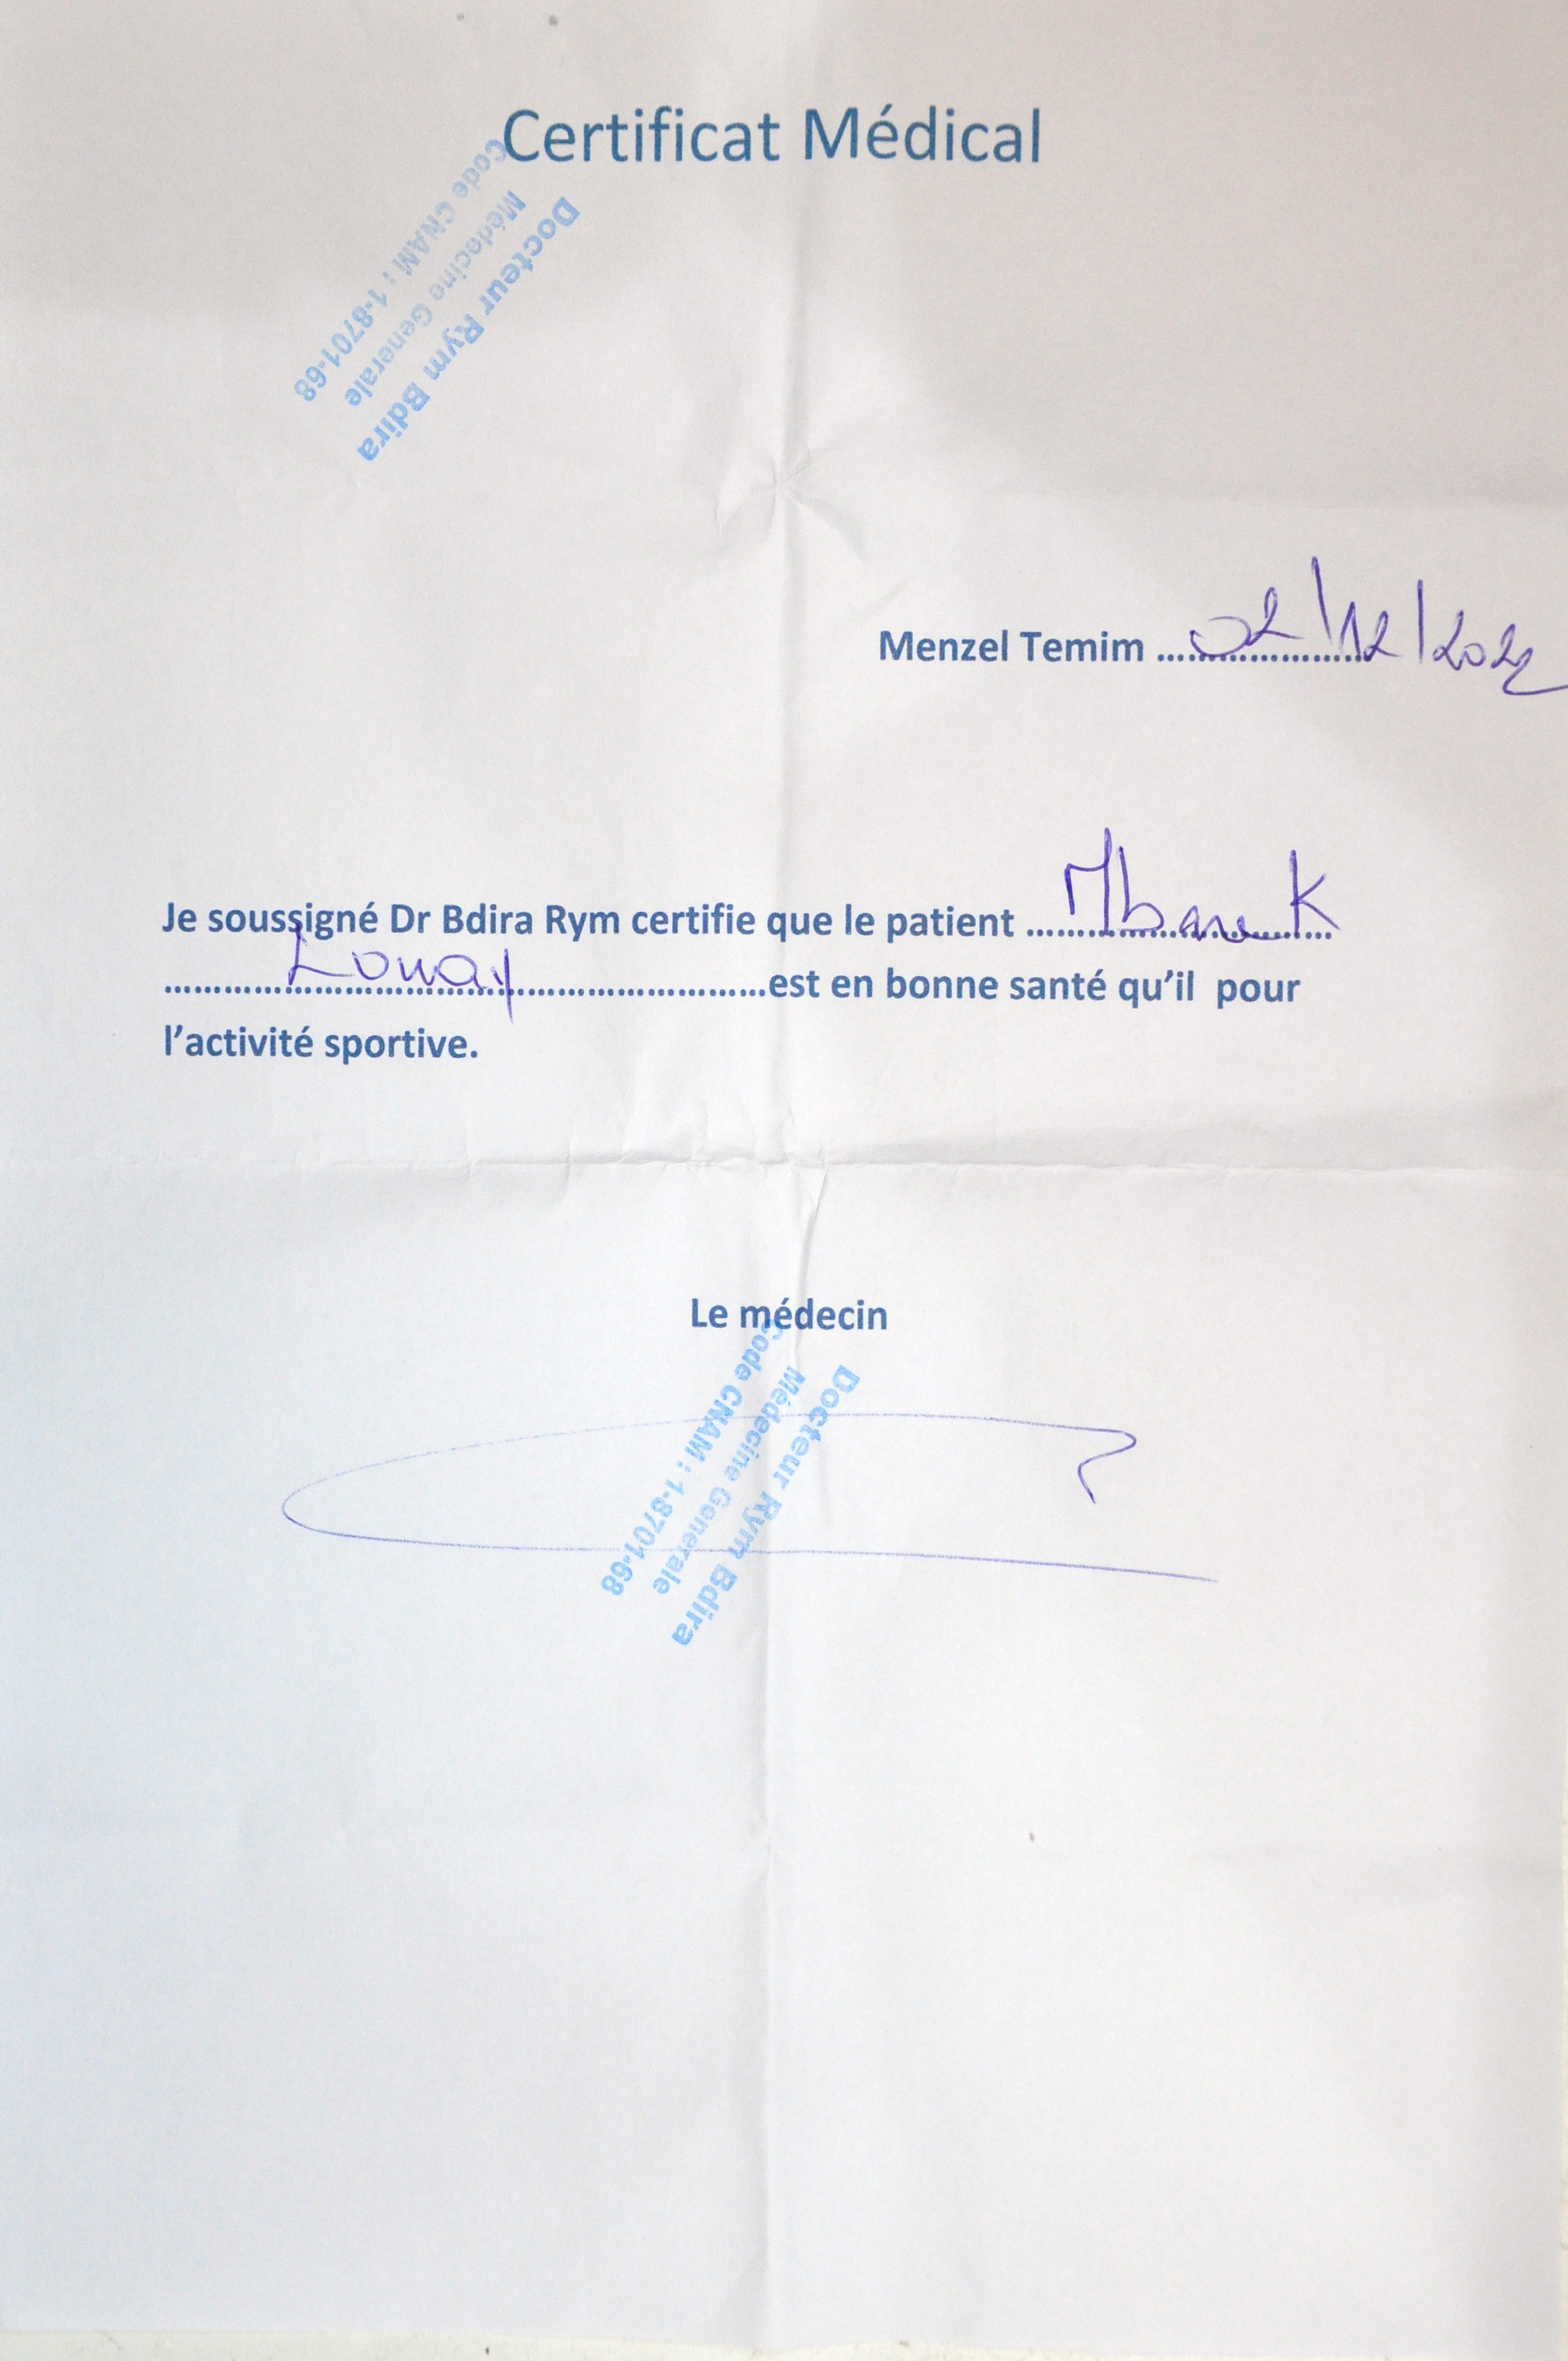 Certificat Médical
Docteur Rym Bdira
Médecine Generale
Code CNAM : 1-8701-68
Menzel Temim ........................ 02/12/2022
Je soussigné Dr Bdira Rym certifie que le patient ........ Mbarek ........
........ Louay ........est en bonne santé qu'il pour
l'activité sportive.
Le médecin
Docteur Rym Bdira
Médecine Generale
Code CNAM : 1-8701-68